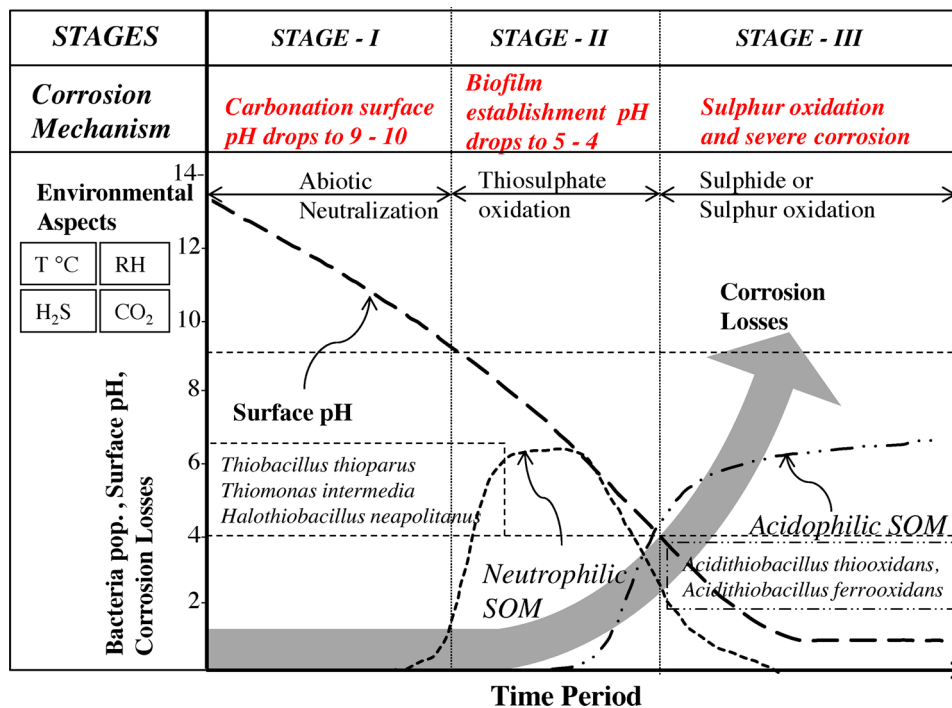 STAGES
STAGE - I
STAGE - II
STAGE - III
Corrosion
Mechanism
Carbonation surface
pH drops to 9 - 10
Biofilm
establishment pH
drops to 5 - 4
Sulphur oxidation
and severe corrosion
Environmental
Aspects
T °C
RH
H₂S
CO₂
Bacteria pop. , Surface pH,
Corrosion Losses
14
12
10
8
6
4
2
Abiotic
Neutralization
Thiosulphate
oxidation
Sulphide or
Sulphur oxidation
Corrosion
Losses
Surface pH
Thiobacillus thioparus
Thiomonas intermedia
Halothiobacillus neapolitanus
Neutrophilic
SOM
Acidophilic SOM
Acidithiobacillus thiooxidans,
Acidithiobacillus ferrooxidans
Time Period